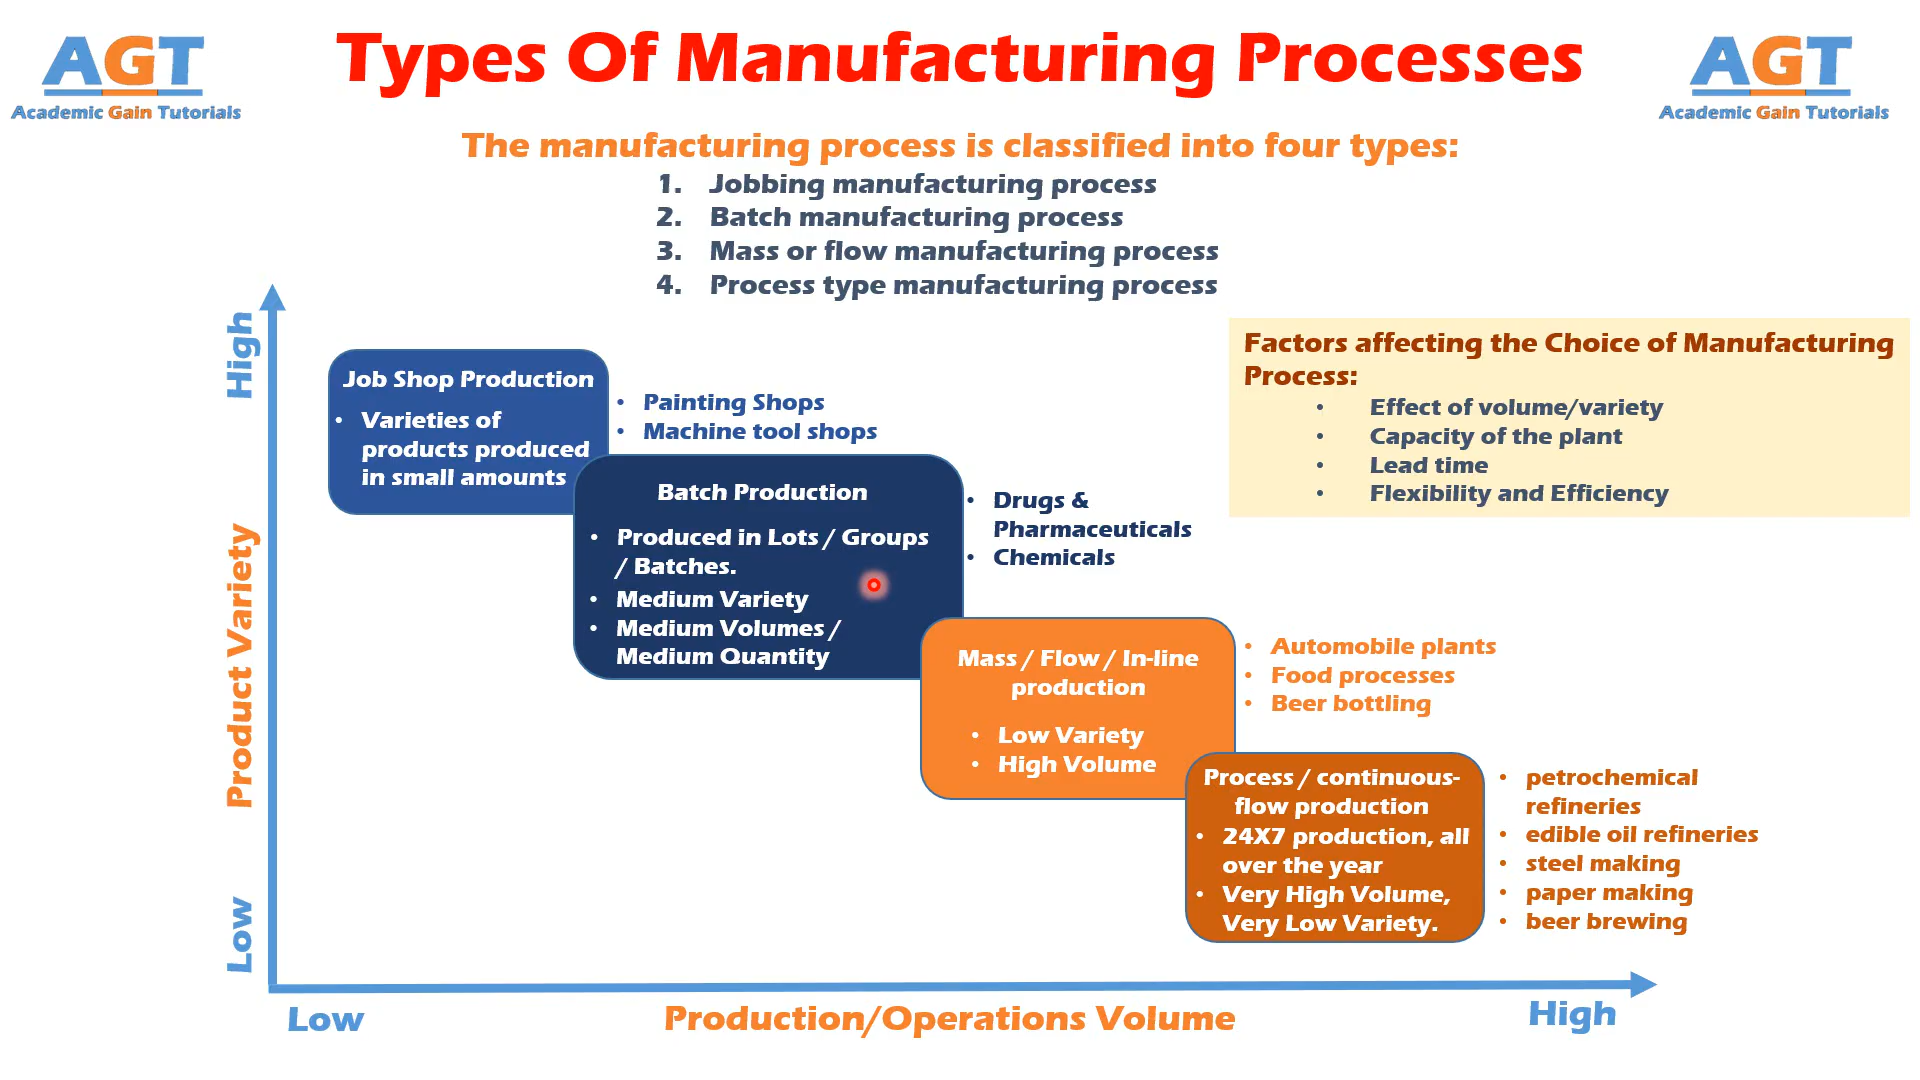 AGT
Academic Gain Tutorials
Types Of Manufacturing Processes
AGT
Academic Gain Tutorials
The manufacturing process is classified into four types:
1. Jobbing manufacturing process
2. Batch manufacturing process
3. Mass or flow manufacturing process
4. Process type manufacturing process
Factors affecting the Choice of Manufacturing
Process:
• Effect of volume/variety
• Capacity of the plant
• Lead time
• Flexibility and Efficiency
High
Product Variety
Low
Job Shop Production
• Varieties of
products produced
in small amounts
• Painting Shops
• Machine tool shops
Batch Production
• Produced in Lots / Groups
/ Batches.
• Medium Variety
• Medium Volumes /
Medium Quantity
• Drugs &
Pharmaceuticals
• Chemicals
Mass / Flow / In-line
production
• Low Variety
• High Volume
• Automobile plants
• Food processes
• Beer bottling
Process / continuous-
flow production
• 24X7 production, all
over the year
• Very High Volume,
Very Low Variety.
• petrochemical
refineries
• edible oil refineries
• steel making
• paper making
• beer brewing
Low
Production/Operations Volume
High